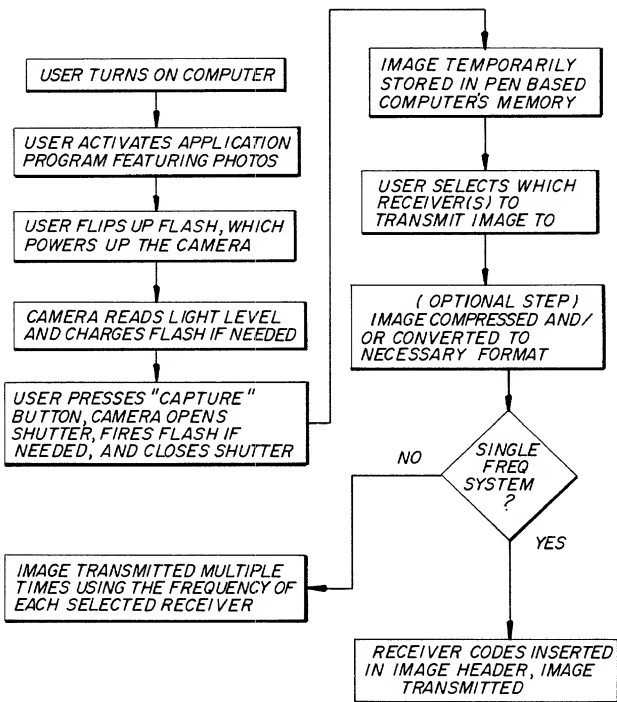 USER TURNS ON COMPUTER
USER ACTIVATES APPLICATION
PROGRAM FEATURING PHOTOS
USER FLIPS UP FLASH, WHICH
POWERS UP THE CAMERA
CAMERA READS LIGHT LEVEL
AND CHARGES FLASH IF NEEDED
USER PRESSES "CAPTURE"
BUTTON, CAMERA OPENS
SHUTTER, FIRES FLASH IF
NEEDED, AND CLOSES SHUTTER
IMAGE TEMPORARILY
STORED IN PEN BASED
COMPUTER'S MEMORY
USER SELECTS WHICH
RECEIVER(S) TO
TRANSMIT IMAGE TO
(OPTIONAL STEP)
IMAGE COMPRESSED AND/
OR CONVERTED TO
NECESSARY FORMAT
SINGLE
FREQ
SYSTEM
?
NO
YES
IMAGE TRANSMITTED MULTIPLE
TIMES USING THE FREQUENCY OF
EACH SELECTED RECEIVER
RECEIVER CODES INSERTED
IN IMAGE HEADER, IMAGE
TRANSMITTED